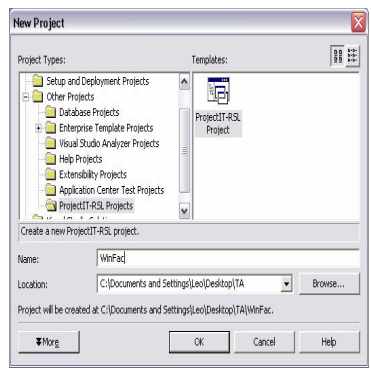 New Project
Project Types:
Templates:
Setup and Deployment Projects
Other Projects
Database Projects
Enterprise Template Projects
Visual Studio Analyzer Projects
Help Projects
Extensibility Projects
Application Center Test Projects
ProjectIT-RSL Projects
ProjectIT-RSL
Project
Create a new ProjectIT-RSL project.
Name:
WinFac
Location:
C:\Documents and Settings\Leo\Desktop\TA
Browse...
Project will be created at C:\Documents and Settings\Leo\Desktop\TA\WinFac.
More
OK
Cancel
Help